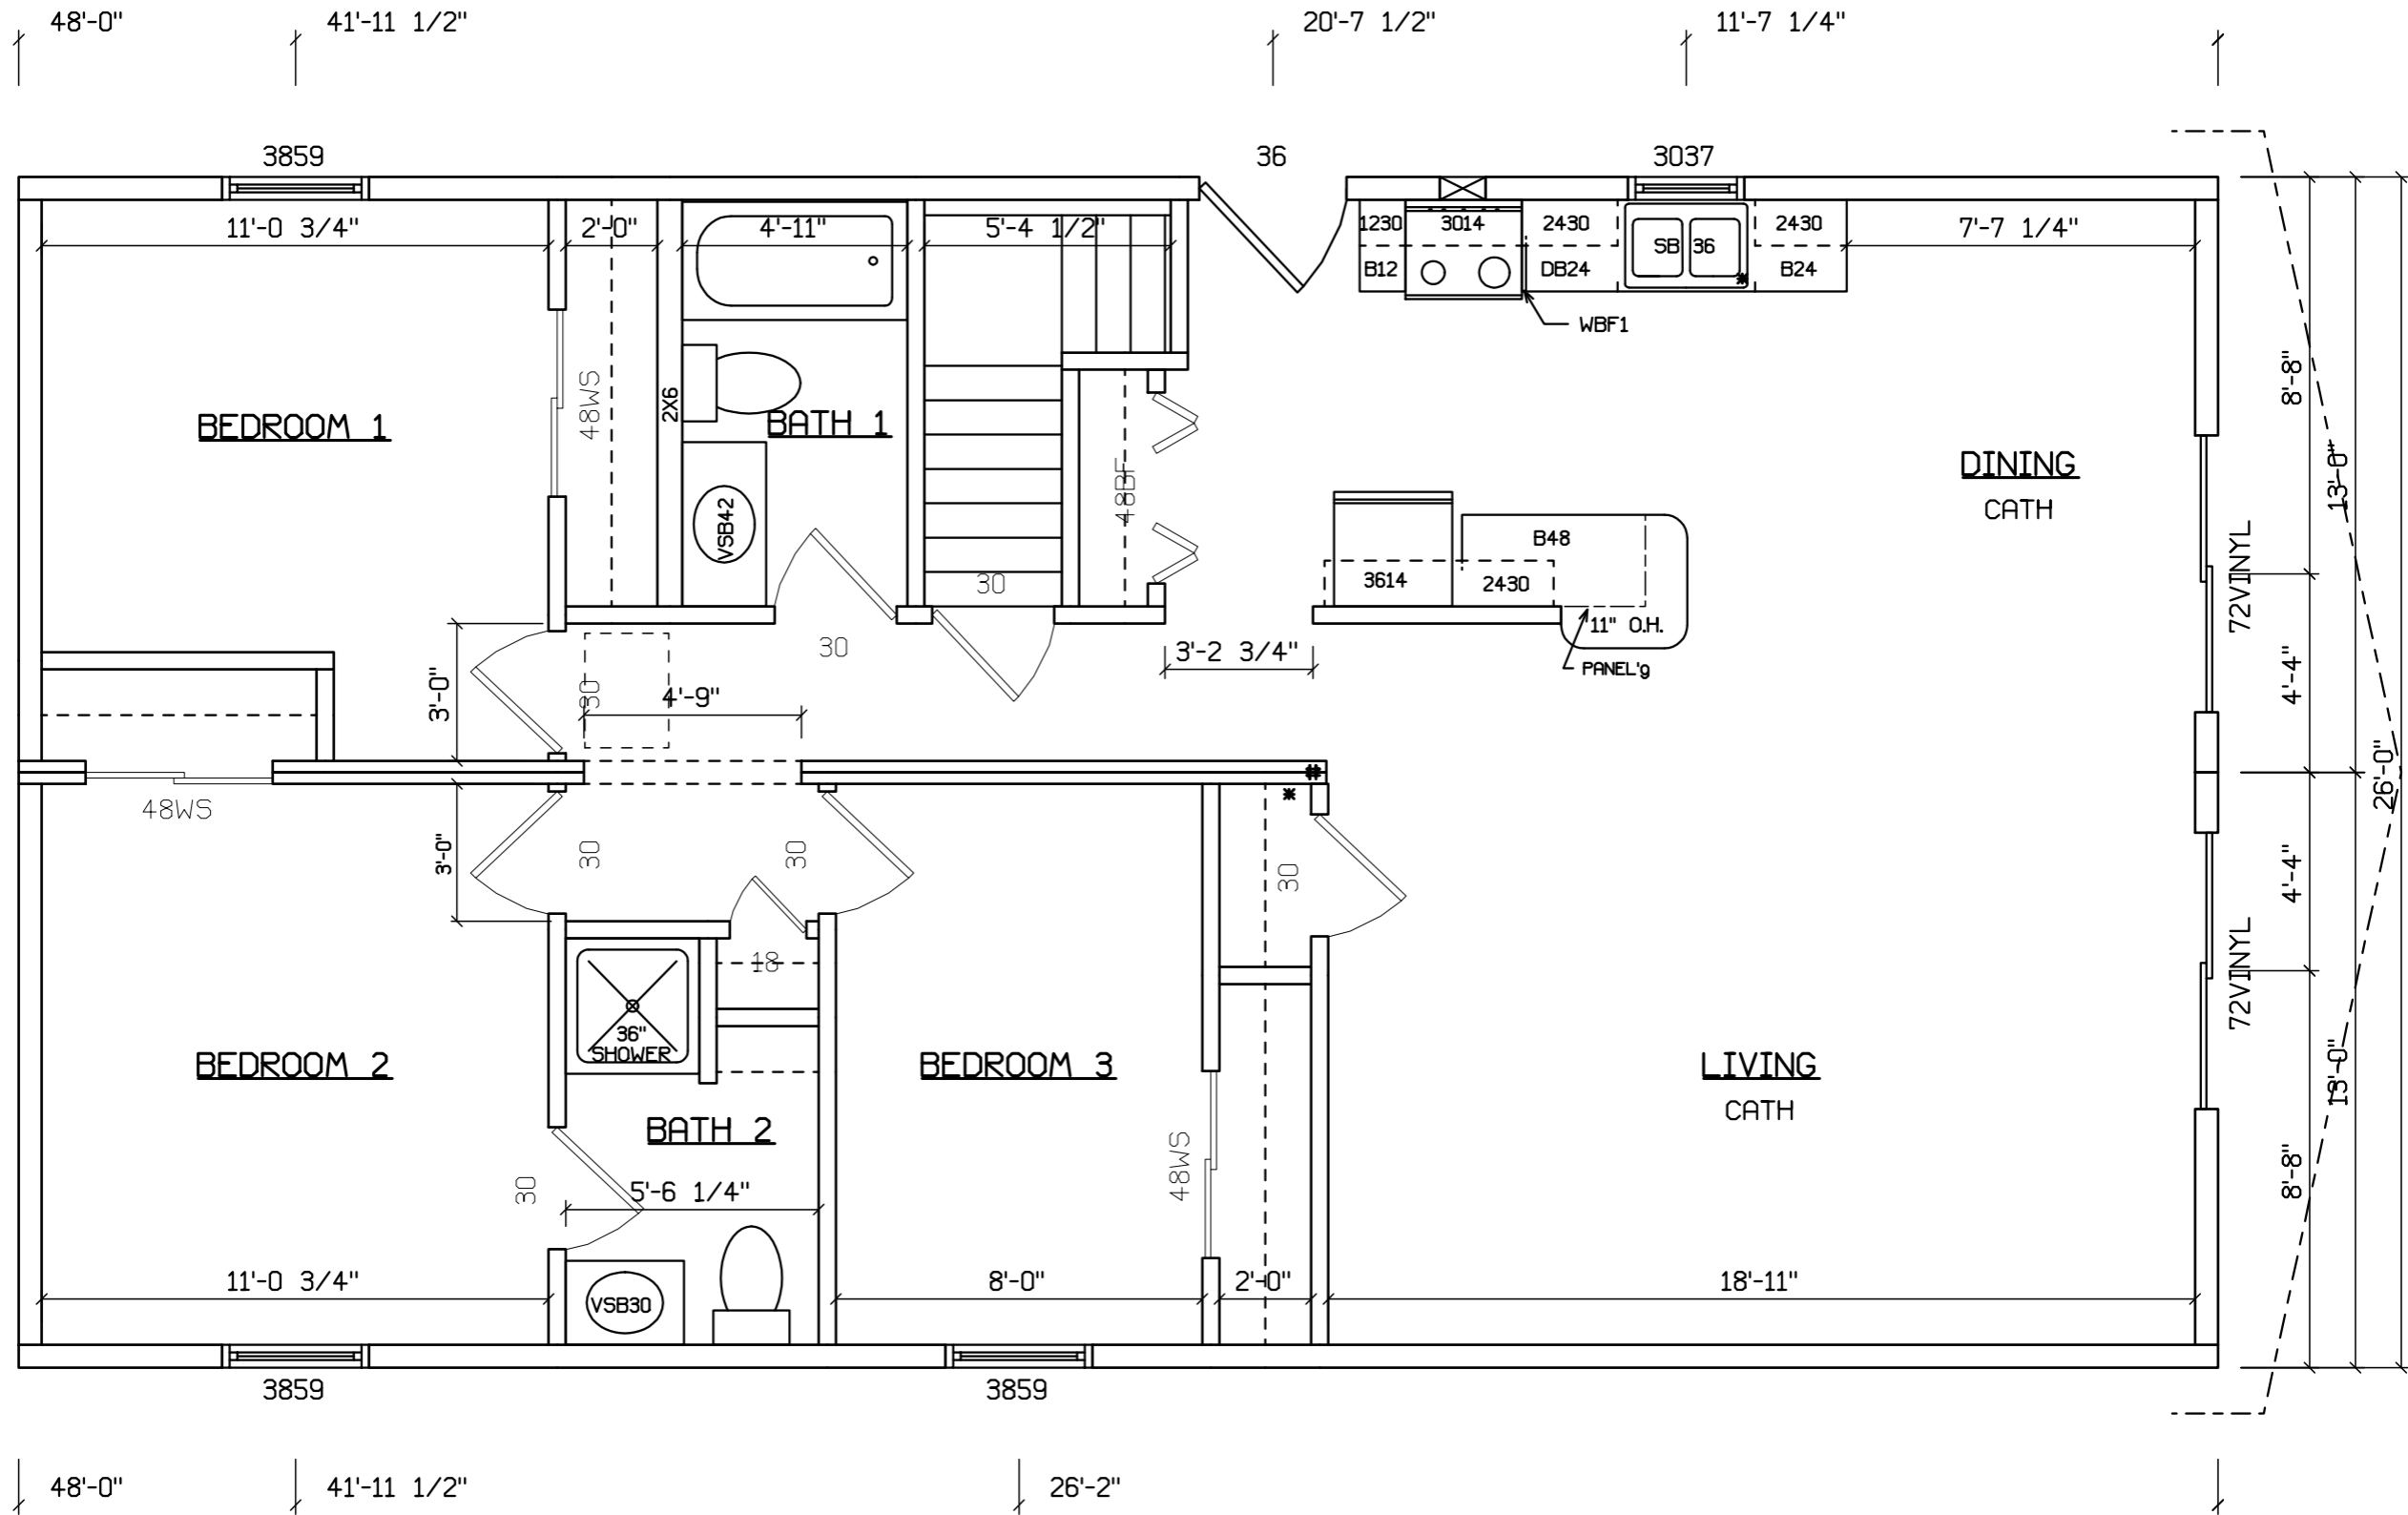 48'-0"
41'-11 1/2"
20'-7 1/2"
11'-7 1/4"
3859
36
3037
11'-0 3/4"
2'-0"
4'-11"
5'-4 1/2"
1230
3014
2430
SB 36
2430
7'-7 1/4"
B12
DB24
B24
WBF1
8'-8"
48WS
2X6
BEDROOM 1
BATH 1
48BF
DINING
CATH
13'-0"
VSB42
B48
3614
2430
30
72VINYL
11" O.H.
30
3'-2 3/4"
PANEL'g
3'-0"
30
4'-9"
4'-4"
26'-0"
48WS
3'-0"
30
30
30
4'-4"
18
72VINYL
36"
SHOWER
BEDROOM 2
BEDROOM 3
LIVING
CATH
13'-0"
BATH 2
48WS
30
5'-6 1/4"
8'-8"
11'-0 3/4"
VSB30
8'-0"
2'-0"
18'-11"
3859
3859
48'-0"
41'-11 1/2"
26'-2"